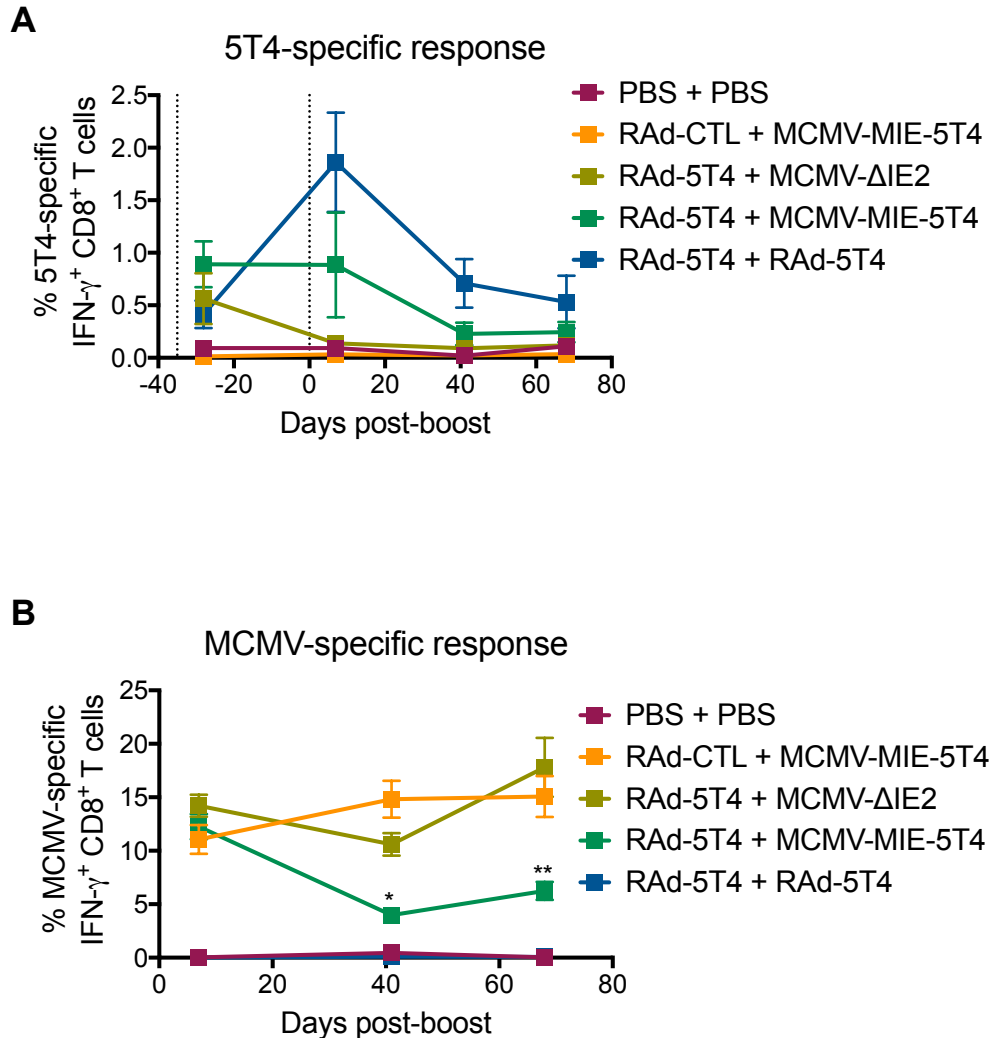 A
5T4-specific response
% 5T4-specific
IFN-γ⁺ CD8⁺ T cells
2.5
2.0
1.5
1.0
0.5
0.0
-40 -20 0 20 40 60 80
Days post-boost
PBS + PBS
RAd-CTL + MCMV-MIE-5T4
RAd-5T4 + MCMV-ΔIE2
RAd-5T4 + MCMV-MIE-5T4
RAd-5T4 + RAd-5T4
B
MCMV-specific response
% MCMV-specific
IFN-γ⁺ CD8⁺ T cells
25
20
15
10
5
0
* **
0 20 40 60 80
Days post-boost
PBS + PBS
RAd-CTL + MCMV-MIE-5T4
RAd-5T4 + MCMV-ΔIE2
RAd-5T4 + MCMV-MIE-5T4
RAd-5T4 + RAd-5T4